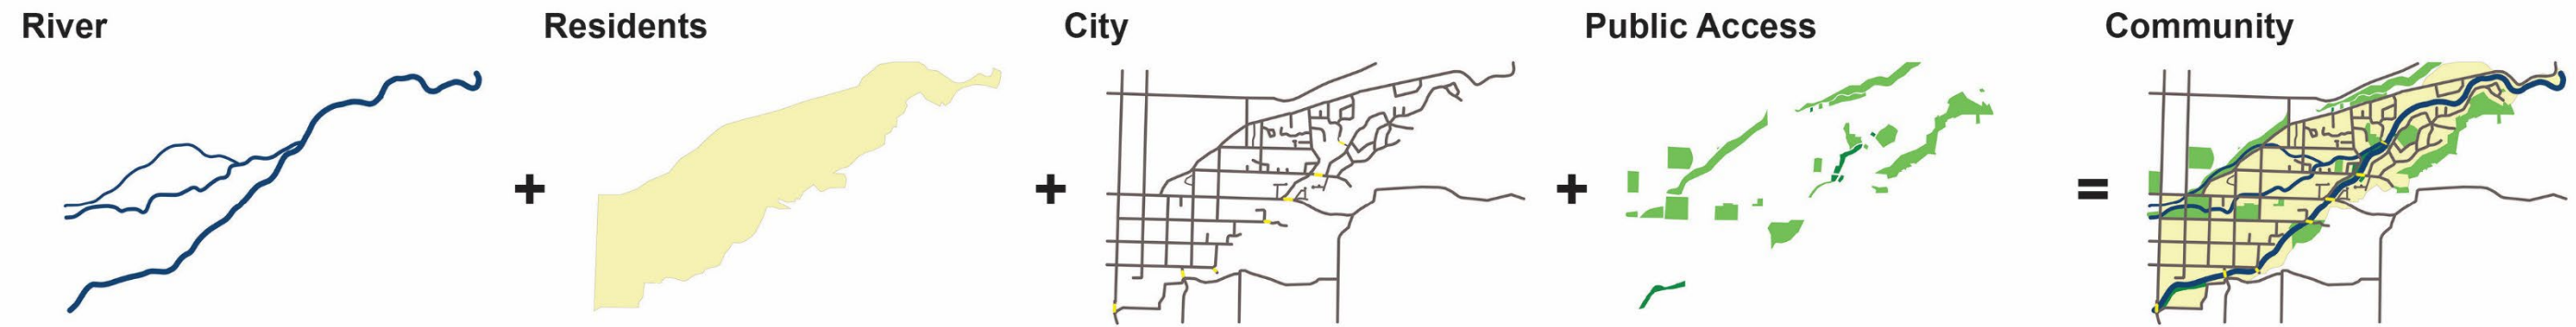 River
Residents
City
Public Access
Community
+
+
+
=